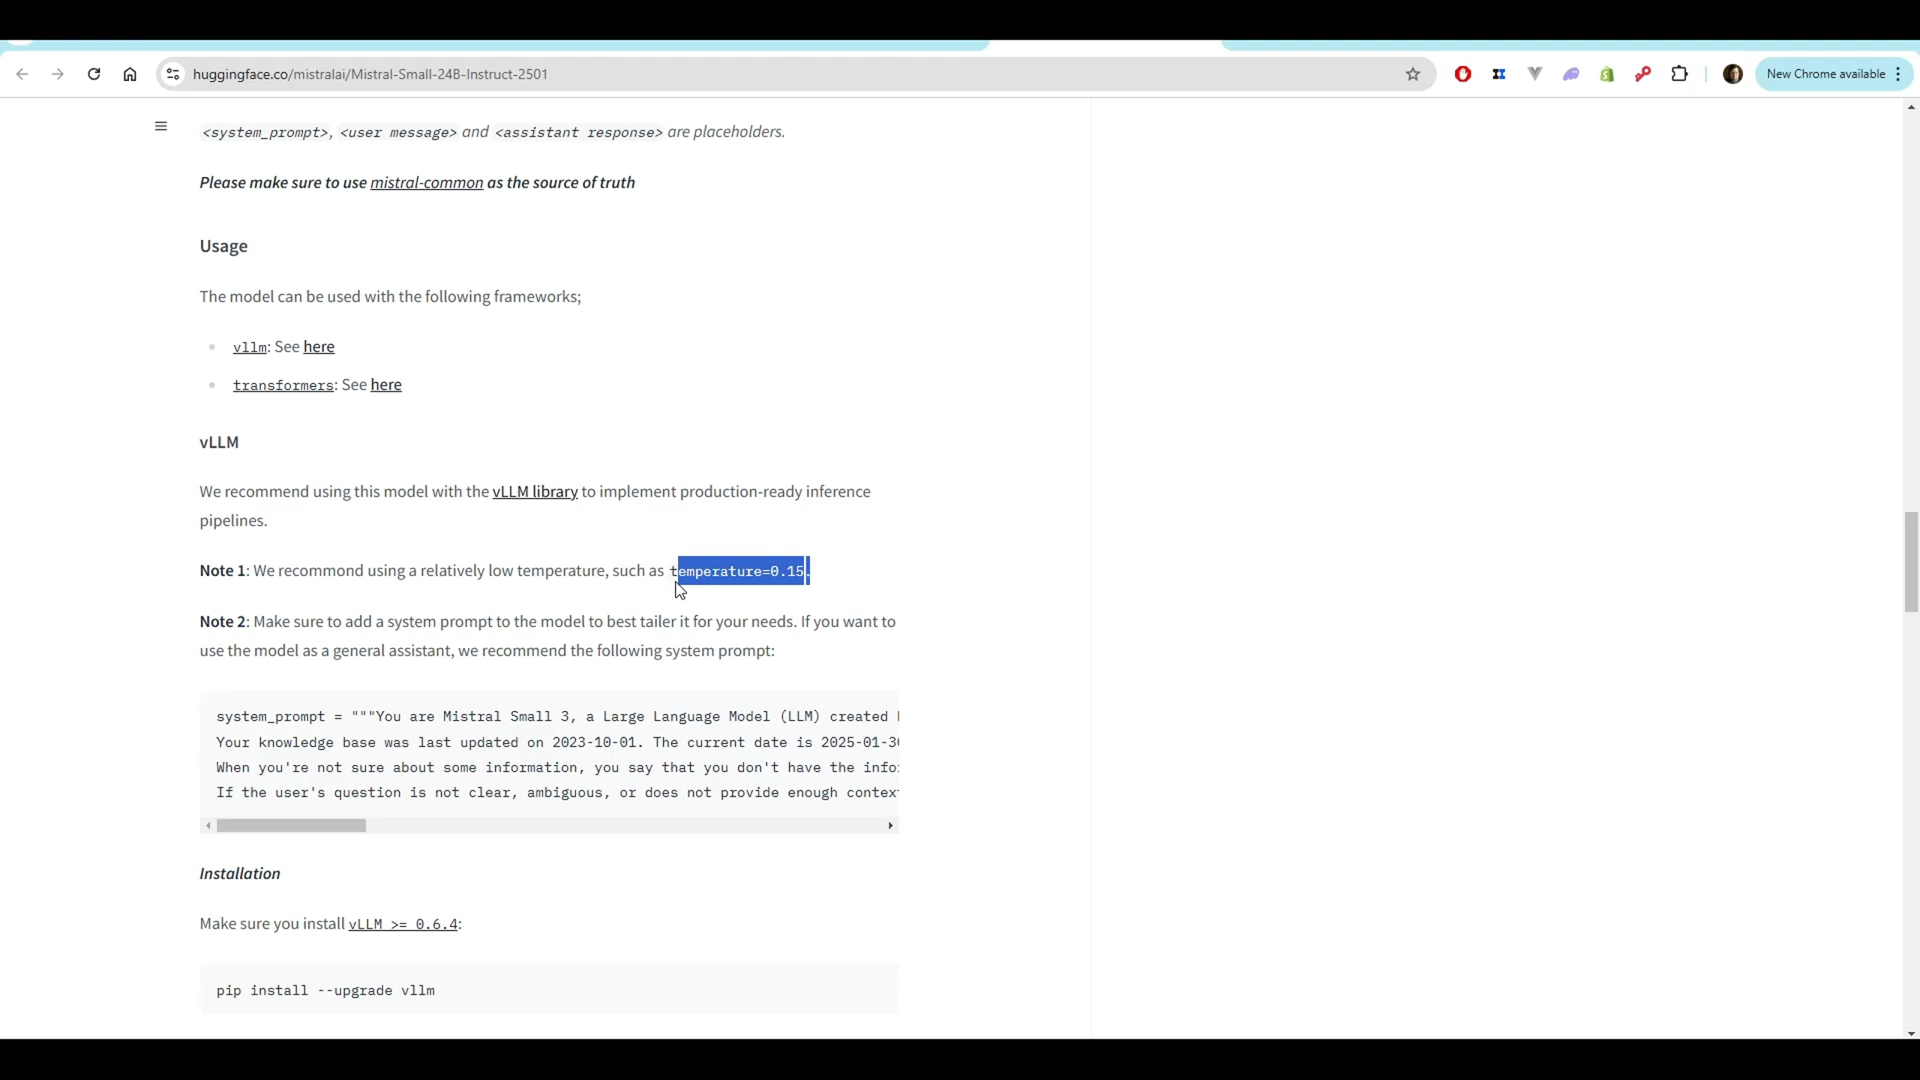 huggingface.co/mistralai/Mistral-Small-24B-Instruct-2501
New Chrome available
<system_prompt>, <user message> and <assistant response> are placeholders.
Please make sure to use mistral-common as the source of truth
Usage
The model can be used with the following frameworks;
vllm: See here
transformers: See here
vLLM
We recommend using this model with the vLLM library to implement production-ready inference
pipelines.
Note 1: We recommond using a relatively low temperature, such as temperature=0.15.
Note 2: Make sure to add a system prompt to the model to best tailer it for your needs. If you want to
use the model as a general assistant, we recommend the following system prompt:
system_prompt = """You are Mistral Small 3, a Large Language Model (LLM) created
Your knowledge base was last updated on 2023-10-01. The current date is 2025-01-30
When you're not sure about some information, you say that you don't have the info
If the user's question is not clear, ambiguous, or does not provide enough context
Installation
Make sure you install vLLM >= 0.6.4:
pip install --upgrade vllm